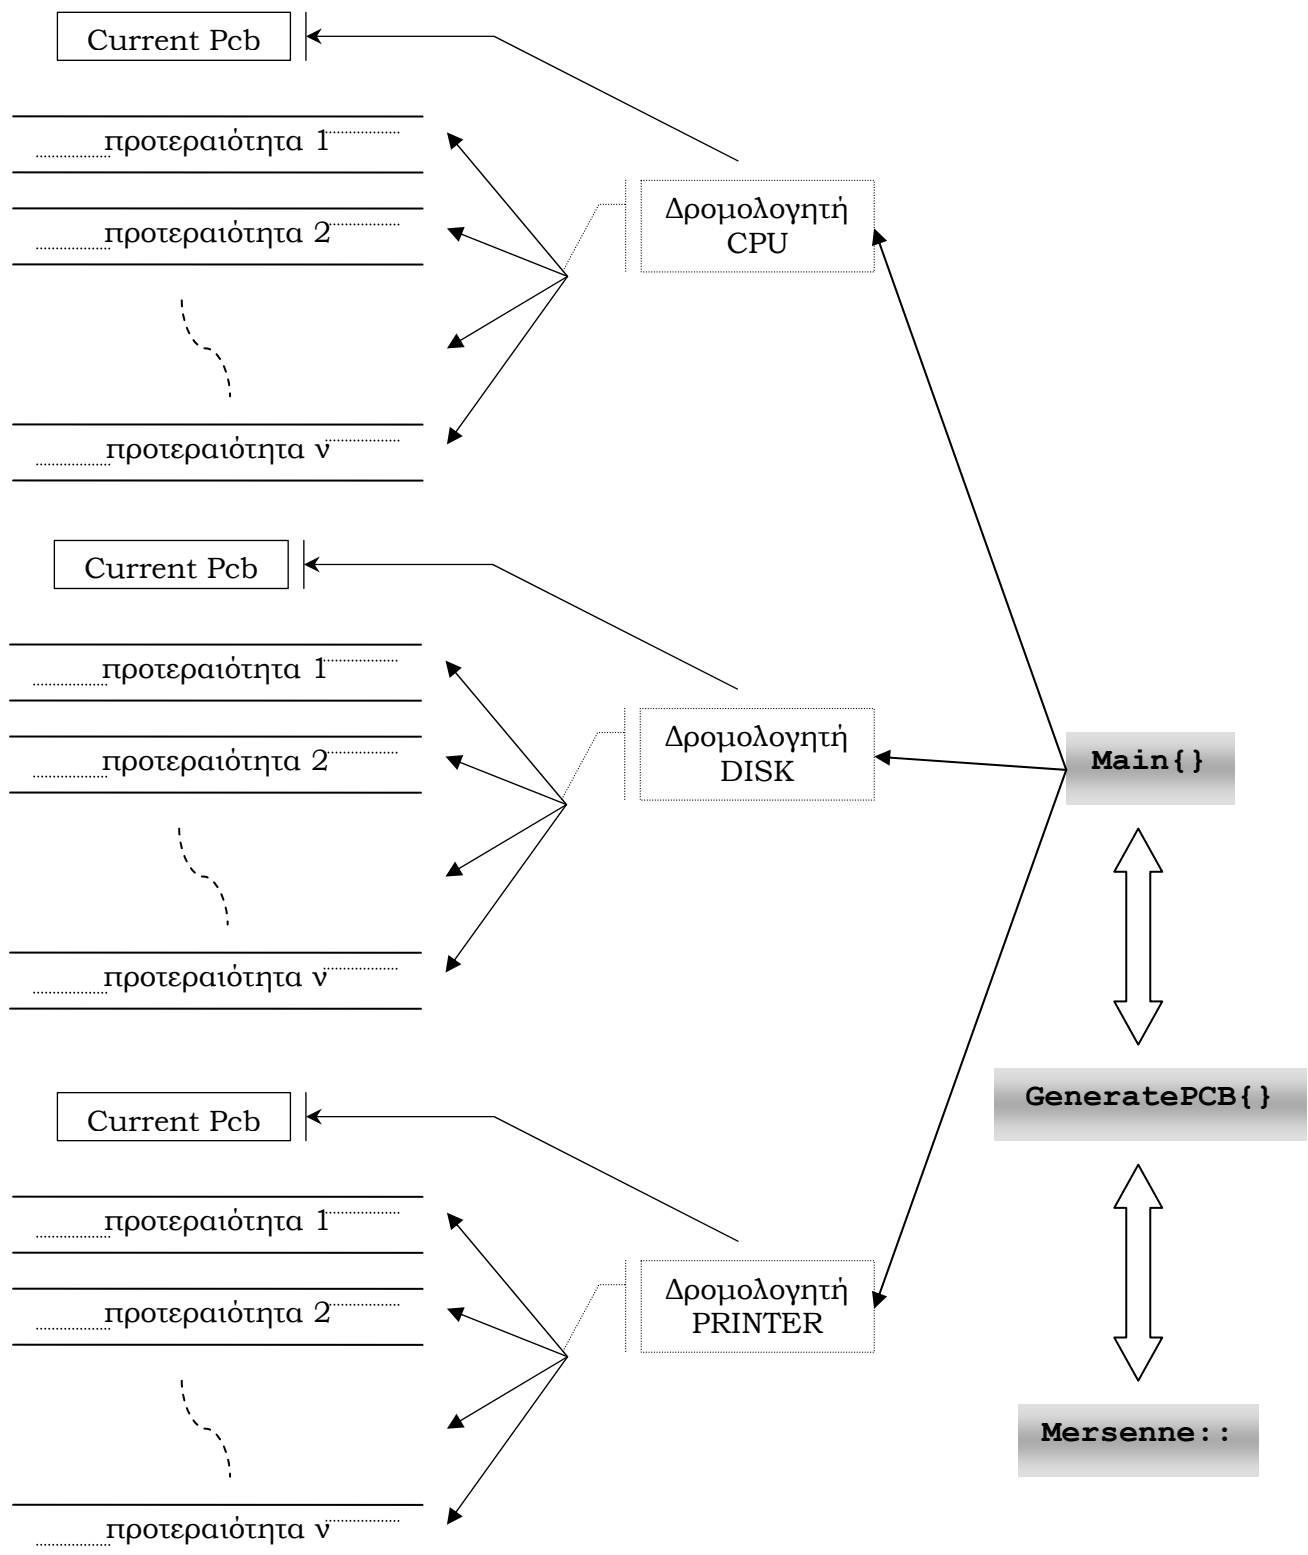 Current Pcb
προτεραιότητα 1
προτεραιότητα 2
προτεραιότητα ν
Δρομολογητή
CPU
Current Pcb
προτεραιότητα 1
προτεραιότητα 2
προτεραιότητα ν
Δρομολογητή
DISK
Current Pcb
προτεραιότητα 1
προτεραιότητα 2
προτεραιότητα ν
Δρομολογητή
PRINTER
Main{}
GeneratePCB{}
Mersenne::